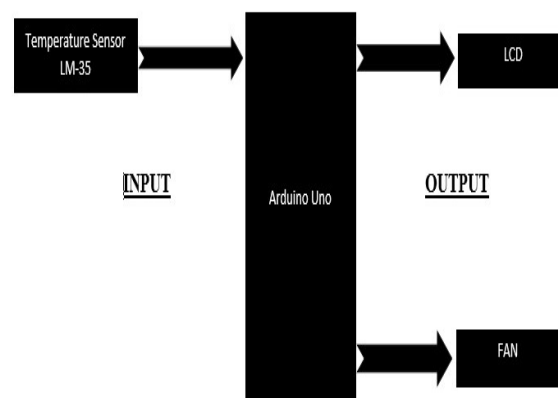 Temperature Sensor
LM-35
LCD
INPUT
Arduino Uno
OUTPUT
FAN